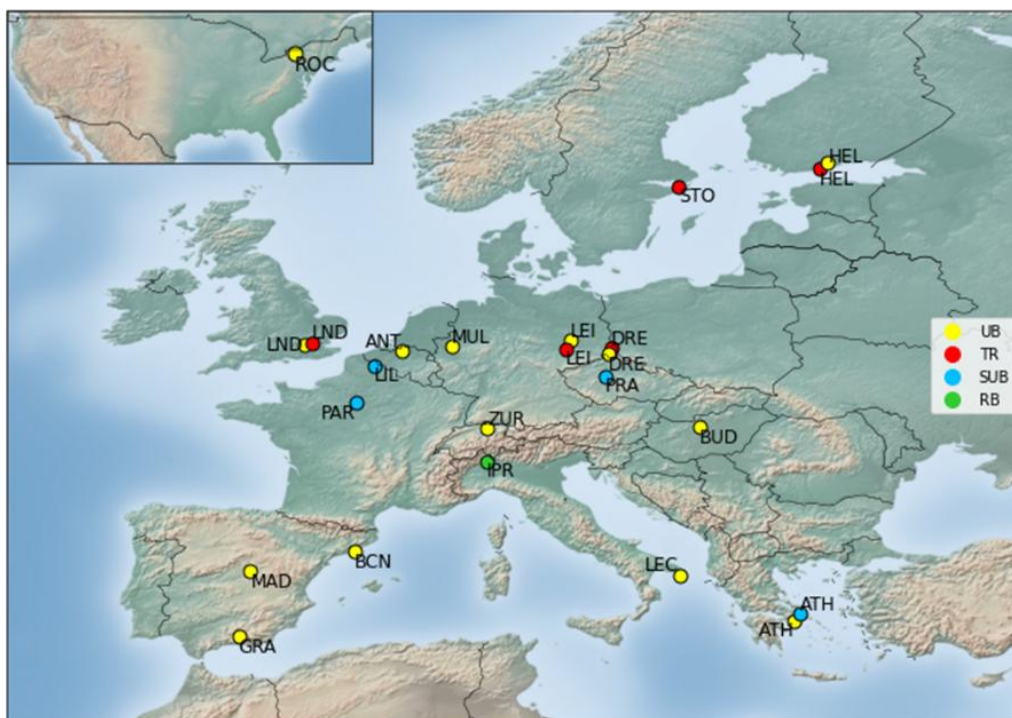 ROC
HEL
HEL
STO
LND
LND
ANT
MUL
LEI
LEI
DRE
DRE
LIL
PRA
PAR
ZUR
BUD
IPR
BCN
MAD
LEC
ATH
ATH
GRA
UB
TR
SUB
RB